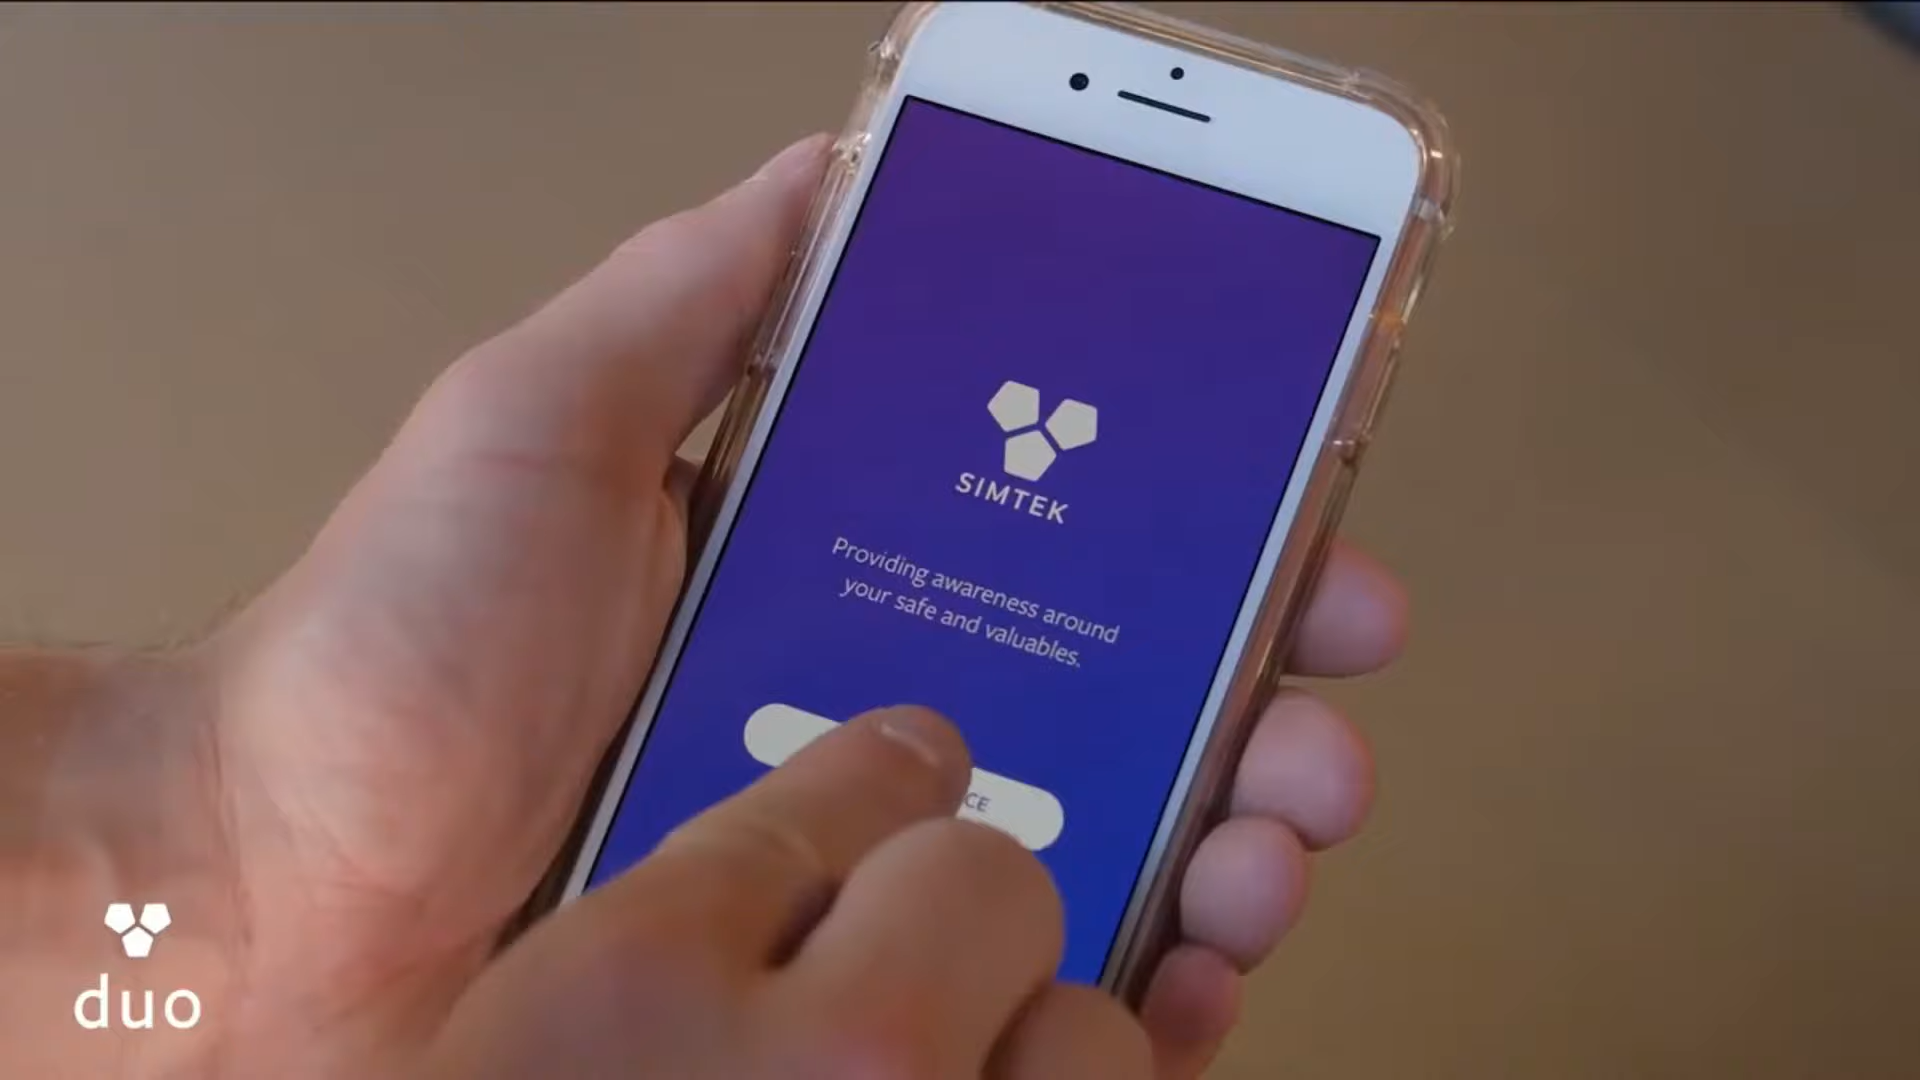 SIMTEK
Providing awareness around
your safe and valuables.
duo